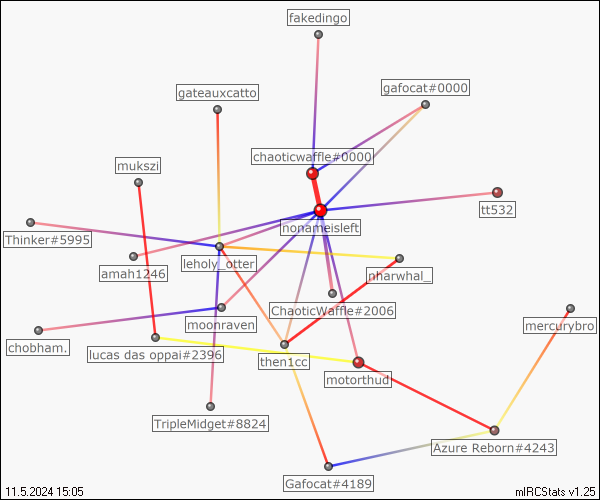 fakedingo
gafocat#0000
gateauxcatto
chaoticwaffle#0000
mukszi
tt532
nonameisleft
Thinker#5995
leholy_otter
amah1246
nharwhal_
ChaoticWaffle#2006
moonraven
mercurybro
chobham.
lucas das oppai#2396
then1cc
motorthud
TripleMidget#8824
Azure Reborn#4243
Gafocat#4189
11.5.2024 15:05
mIRCStats v1.25